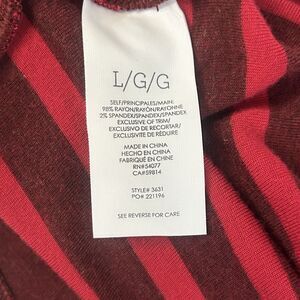 L/G/G
SELF/PRINCIPALES/MAIN:
98% RAYON/RAYON/RAYONNE
2% SPANDEX/SPANDEX/SPANDEX
EXCLUSIVE OF TRIM/
EXCLUSIVO DE RECORTAR/
EXCLUSIVITE DE RÉDUIRE
MADE IN CHINA
HECHO EN CHINA
FABRIQUÉ EN CHINE
RN#54077
CA#59814
STYLE# 3631
PO# 221196
SEE REVERSE FOR CARE